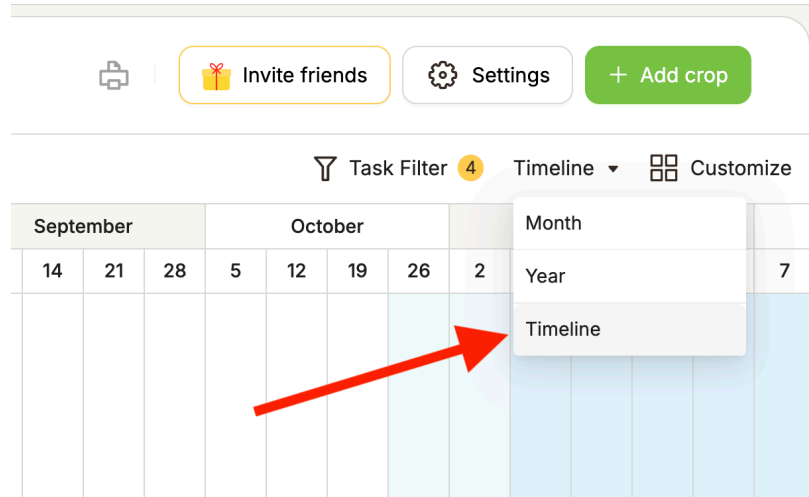 Invite friends
Settings
+ Add crop
Task Filter 4
Timeline
Customize
September
October
14 21 28 5 12 19 26 2 7
Month
Year
Timeline